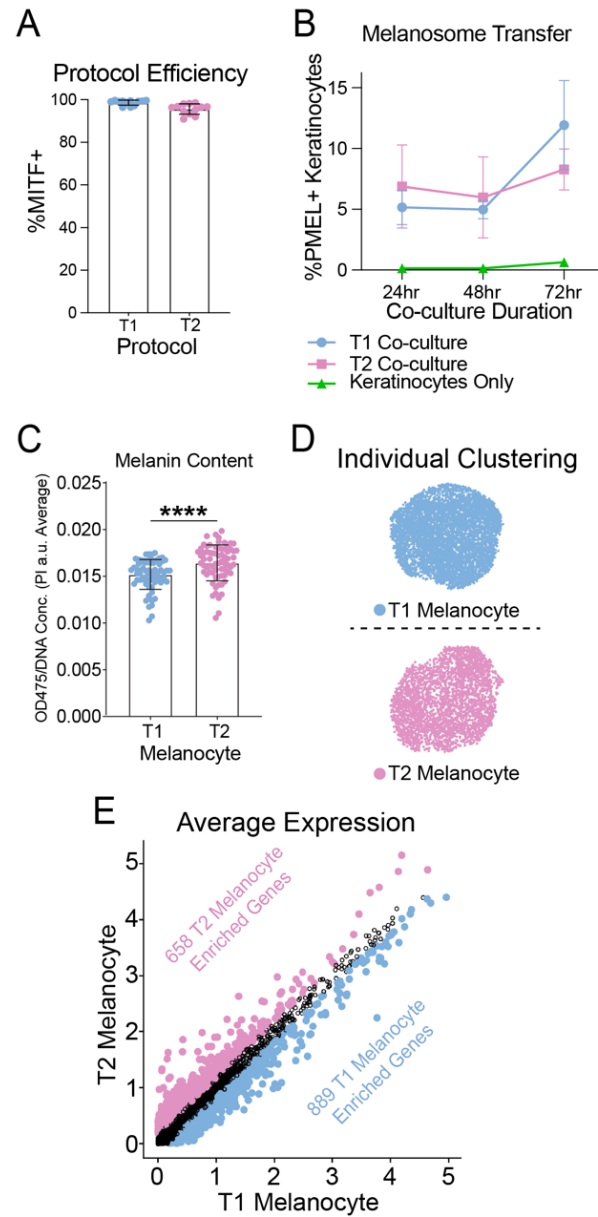 A
Protocol Efficiency
%MITF+
100
80
60
40
20
0
T1
T2
Protocol
B
Melanosome Transfer
%PMEL+ Keratinocytes
15
10
5
0
24hr
48hr
72hr
Co-culture Duration
T1 Co-culture
T2 Co-culture
Keratinocytes Only
C
Melanin Content
OD475/DNA Conc. (PI a.u. Average)
0.025
0.020
0.015
0.010
0.005
0.000
****
T1
T2
Melanocyte
D
Individual Clustering
T1 Melanocyte
T2 Melanocyte
E
Average Expression
T2 Melanocyte
5
4
3
2
1
0
658 T2 Melanocyte
Enriched Genes
889 T1 Melanocyte
Enriched Genes
0
1
2
3
4
5
T1 Melanocyte